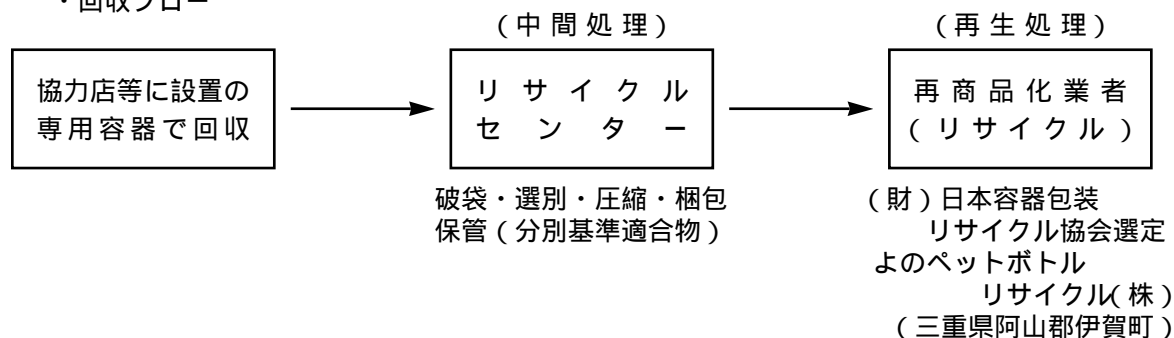 ・回収フロー
(中間処理)
(再生処理)
協力店等に設置の
専用容器で回収
リサイクル
センター
再商品化業者
(リサイクル)
破袋・選別・圧縮・梱包
保管(分別基準適合物)
(財)日本容器包装
リサイクル協会選定
よのペットボトル
リサイクル(株)
(三重県阿山郡伊賀町)